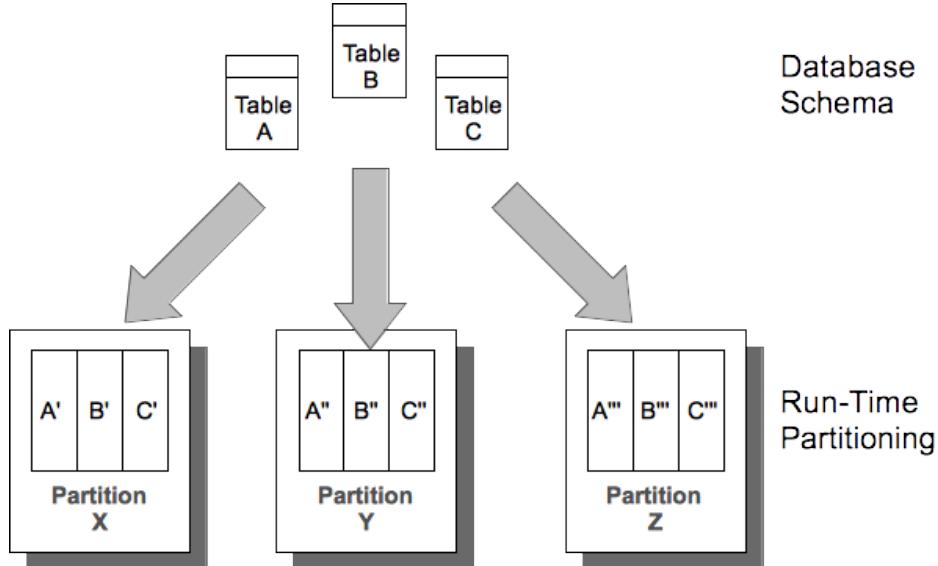 Table
B
Table
A
Table
C
Database
Schema
A'
B'
C'
Partition
X
A"
B"
C"
Partition
Y
A'"
B'"
C'"
Partition
Z
Run-Time
Partitioning